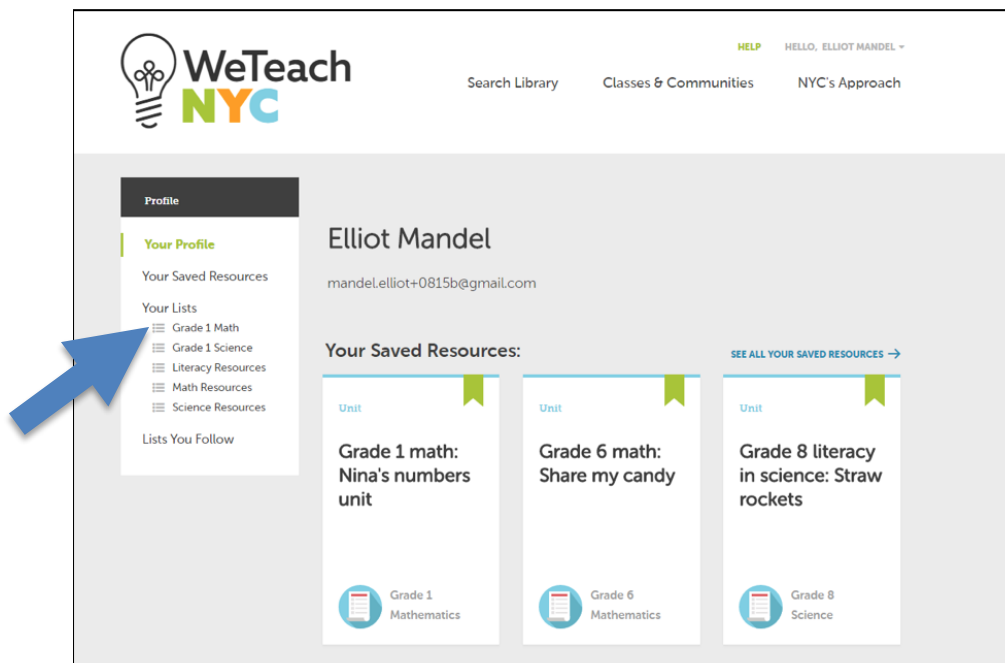 WeTeach
NYC
HELP HELLO, ELLIOT MANDEL
Search Library Classes & Communities NYC's Approach
Profile
Your Profile
Your Saved Resources
Your Lists
Grade 1 Math
Grade 1 Science
Literacy Resources
Math Resources
Science Resources
Lists You Follow
Elliot Mandel
mandel.elliot+0815b@gmail.com
Your Saved Resources:
SEE ALL YOUR SAVED RESOURCES →
Unit
Grade 1 math:
Nina's numbers
unit
Grade 1
Mathematics
Unit
Grade 6 math:
Share my candy
Grade 6
Mathematics
Unit
Grade 8 literacy
in science: Straw
rockets
Grade 8
Science